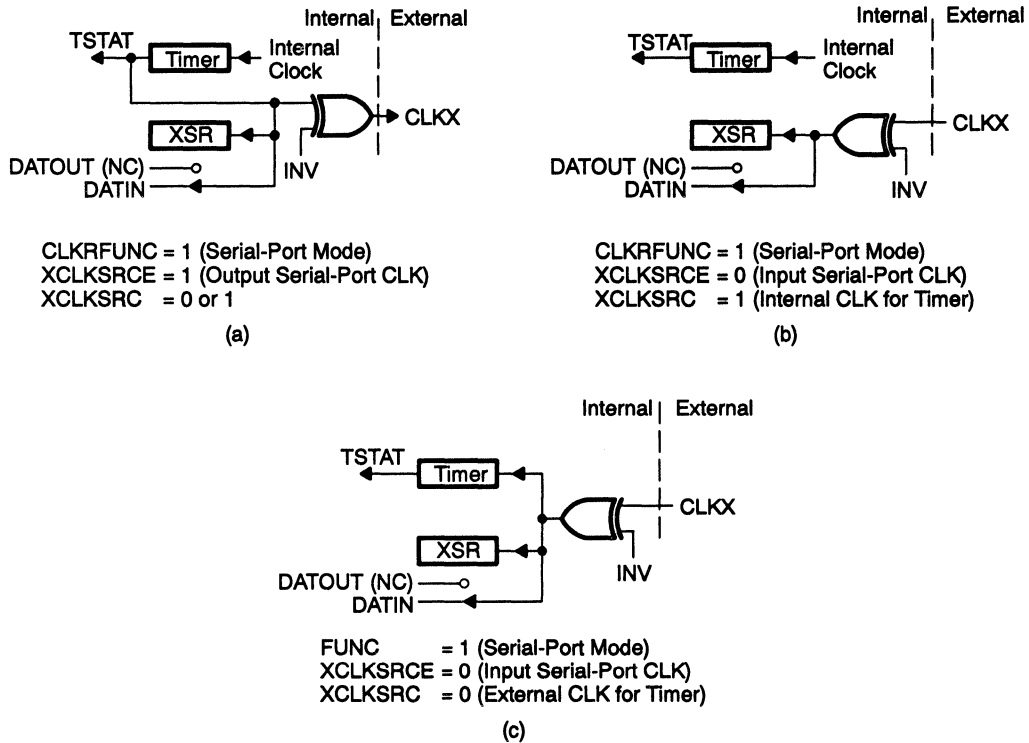 Internal External
TSTAT
Timer
Internal
Clock
XSR
CLKX
DATOUT (NC)
INV
DATIN
CLKRFUNC = 1 (Serial-Port Mode)
XCLKSRCE = 1 (Output Serial-Port CLK)
XCLKSRC = 0 or 1
(a)
Internal External
TSTAT
Timer
Internal
Clock
XSR
CLKX
DATOUT (NC)
INV
DATIN
CLKRFUNC = 1 (Serial-Port Mode)
XCLKSRCE = 0 (Input Serial-Port CLK)
XCLKSRC = 1 (Internal CLK for Timer)
(b)
Internal External
TSTAT
Timer
CLKX
XSR
INV
DATOUT (NC)
DATIN
FUNC = 1 (Serial-Port Mode)
XCLKSRCE = 0 (Input Serial-Port CLK)
XCLKSRC = 0 (External CLK for Timer)
(c)